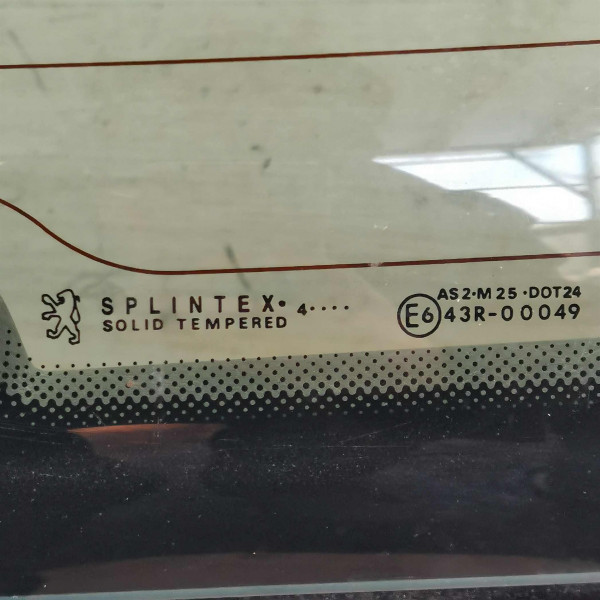 SPLINTEX• 4••••
SOLID TEMPERED
AS2•M25•DOT24
E6 43R-00049